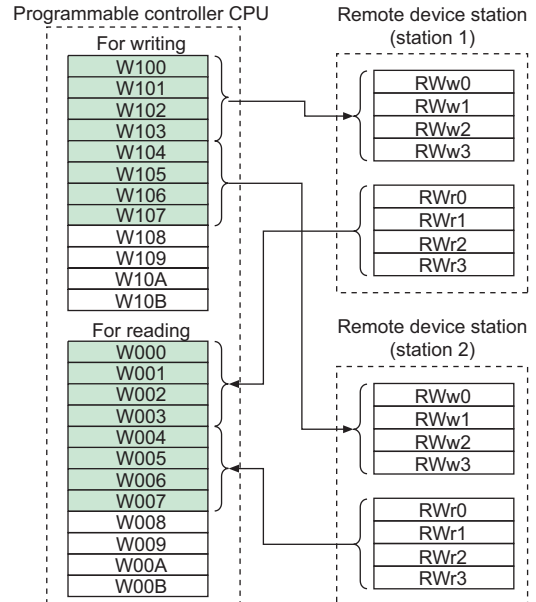 Programmable controller CPU
For writing
W100
W101
W102
W103
W104
W105
W106
W107
W108
W109
W10A
W10B
For reading
W000
W001
W002
W003
W004
W005
W006
W007
W008
W009
W00A
W00B
Remote device station
(station 1)
RWw0
RWw1
RWw2
RWw3
RWr0
RWr1
RWr2
RWr3
Remote device station
(station 2)
RWw0
RWw1
RWw2
RWw3
RWr0
RWr1
RWr2
RWr3